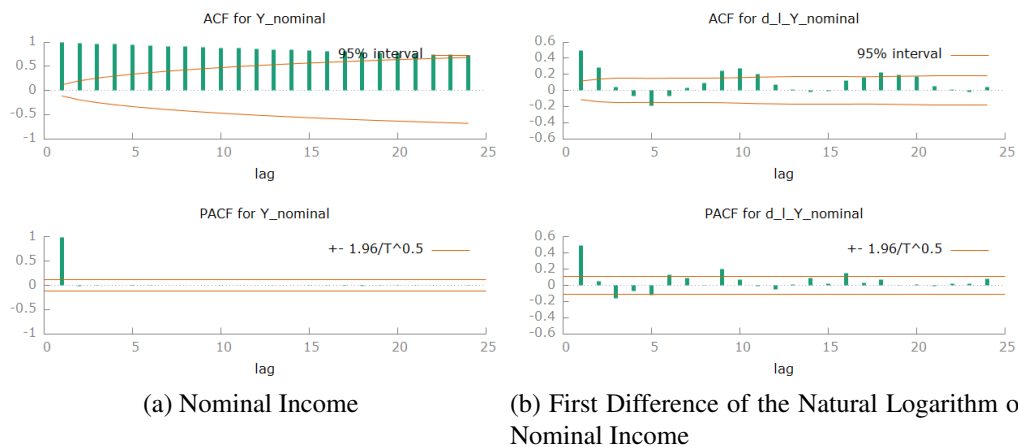 ACF for Y_nominal
1
0.5
0
-0.5
-1
95% interval
0 5 10 15 20 25
lag
PACF for Y_nominal
1
0.5
0
-0.5
-1
+- 1.96/T^0.5
0 5 10 15 20 25
lag
(a) Nominal Income
ACF for d_l_Y_nominal
0.6
0.4
0.2
0
-0.2
-0.4
-0.6
95% interval
0 5 10 15 20 25
lag
PACF for d_l_Y_nominal
0.6
0.4
0.2
0
-0.2
-0.4
-0.6
+- 1.96/T^0.5
0 5 10 15 20 25
lag
(b) First Difference of the Natural Logarithm o
Nominal Income